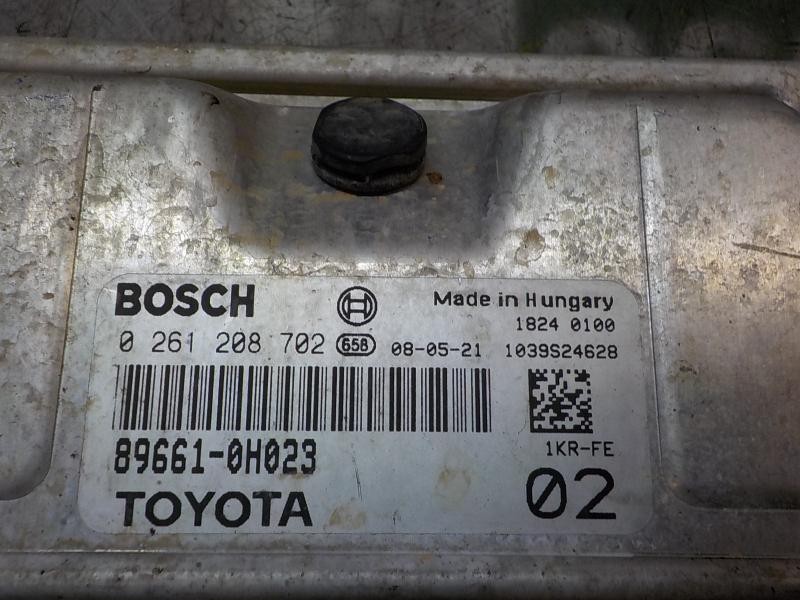 BOSCH
Made in Hungary
1824 0100
0 261 208 702 658 08-05-21 1039S24628
89661-0H023
1KR-FE
TOYOTA
02